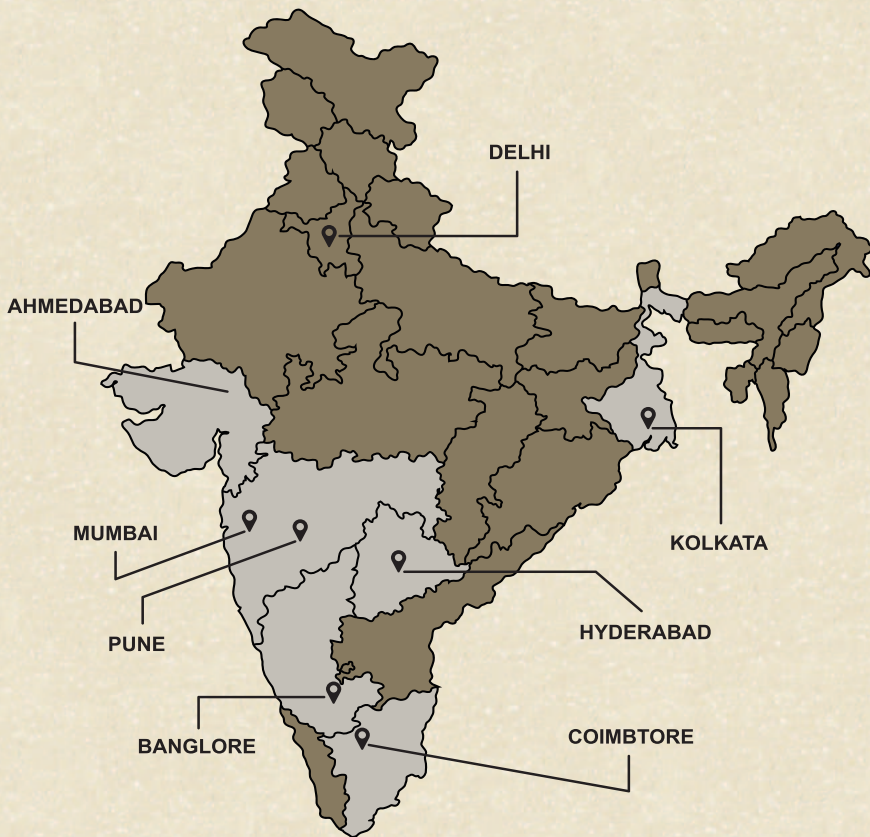 DELHI
AHMEDABAD
MUMBAI
KOLKATA
PUNE
HYDERABAD
BANGLORE
COIMBTORE